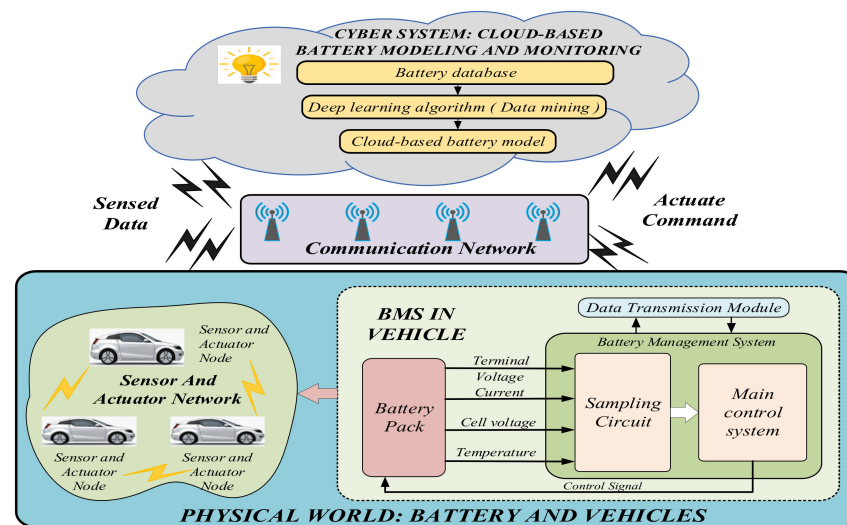 CYBER SYSTEM: CLOUD-BASED
BATTERY MODELING AND MONITORING
Battery database
Deep learning algorithm ( Data mining )
Cloud-based battery model
Sensed
Data
Actuate
Command
Communication Network
Sensor and
Actuator
Node
Sensor And
Actuator Network
Sensor and
Actuator
Node
Sensor and
Actuator
Node
BMS IN
VEHICLE
Data Transmission Module
Battery Management System
Battery
Pack
Terminal
Voltage
Current
Cell voltage
Temperature
Sampling
Circuit
Main
control
system
Control Signal
PHYSICAL WORLD: BATTERY AND VEHICLES